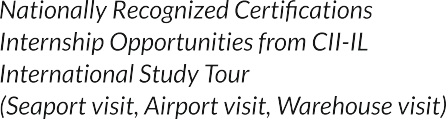 Nationally Recognized Certifications
Internship Opportunities from CII-IL
International Study Tour
(Seaport visit, Airport visit, Warehouse visit)